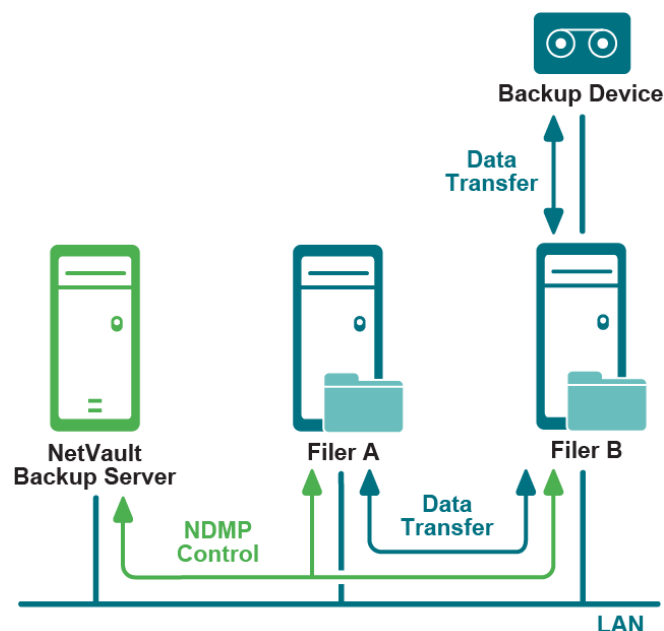 Backup Device
Data
Transfer
NetVault
Backup Server
Filer A
Filer B
NDMP
Control
Data
Transfer
LAN